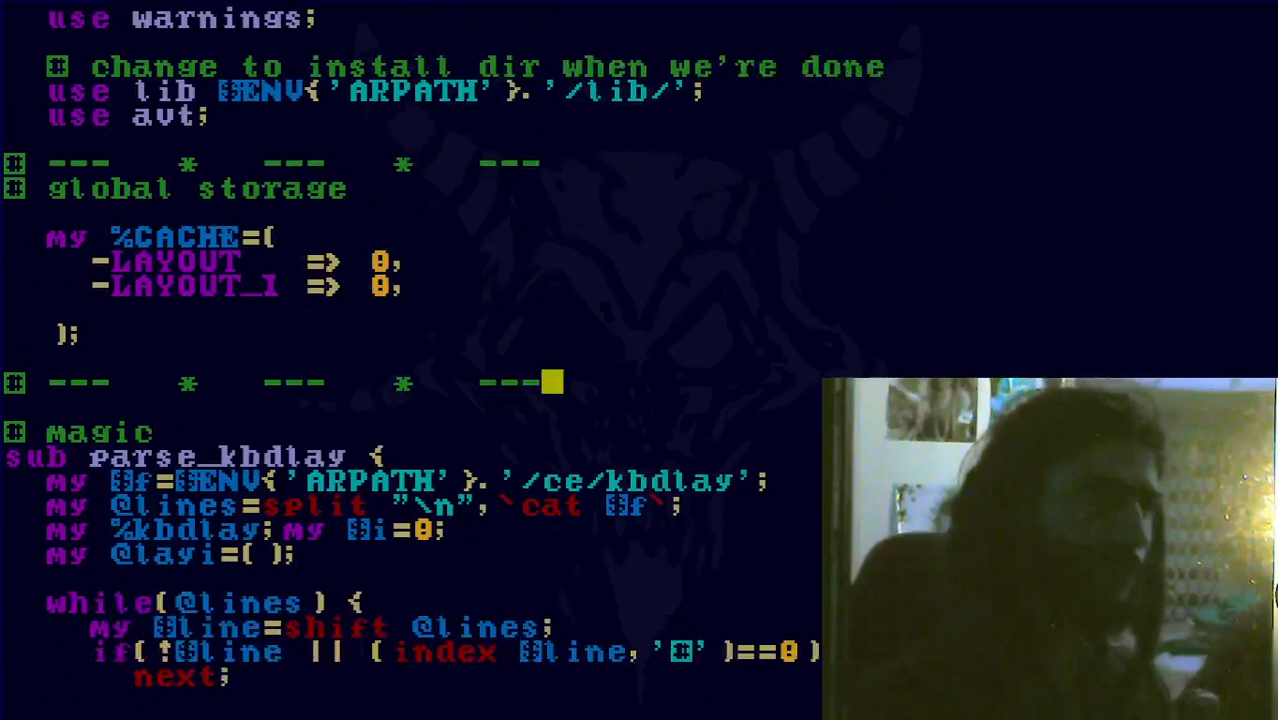 use warnings;
# change to install dir when we're done
use lib $ENV{'ARPATH'}.'/lib/';
use avt;
# ---   *   ---   *   ---
# global storage
my %CACHE=(
-LAYOUT => 0,
-LAYOUT_I => 0,
);
# ---   *   ---   *   ---
# magic
sub parse_kbdlay {
my $f=$ENV{'ARPATH'}.'/ce/kbdlay';
my @lines=split "\n",`cat $f`;
my %kbdlay;my $i=0;
my @layi=();
while(@lines) {
my $line=shift @lines;
if(!$line || (index $line,'#')==0)
next;